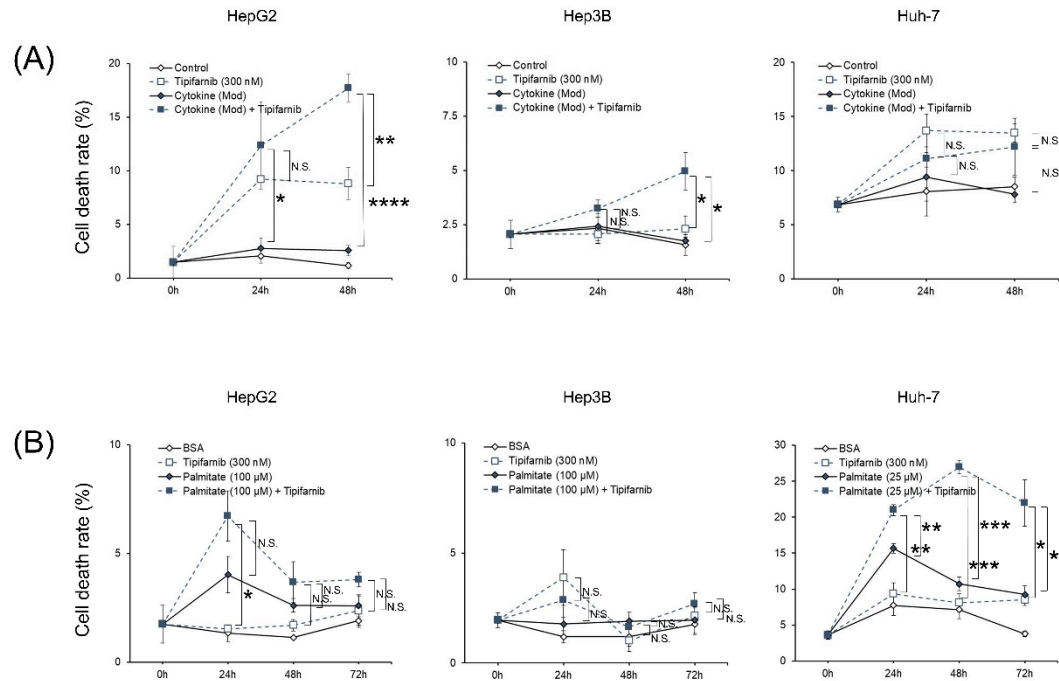 HepG2
Hep3B
Huh-7
(A)
Cell death rate (%)
20
15
10
5
0
0h
24h
48h
Control
Tipifarnib (300 nM)
Cytokine (Mod)
Cytokine (Mod) + Tipifarnib
N.S.
*
**
****
10
5
0
0h
24h
48h
Control
Tipifarnib (300 nM)
Cytokine (Mod)
Cytokine (Mod) + Tipifarnib
N.S.
N.S.
*
*
20
15
10
5
0
0h
24h
48h
Control
Tipifarnib (300 nM)
Cytokine (Mod)
Cytokine (Mod) + Tipifarnib
N.S.
N.S.
N.S
N.S
HepG2
Hep3B
Huh-7
(B)
Cell death rate (%)
10
5
0
0h
24h
48h
72h
BSA
Tipifarnib (300 nM)
Palmitate (100 µM)
Palmitate (100 µM) + Tipifarnib
N.S.
*
N.S.
N.S.
N.S.
N.S.
10
5
0
0h
24h
48h
72h
BSA
Tipifarnib (300 nM)
Palmitate (100 µM)
Palmitate (100 µM) + Tipifarnib
N.S.
N.S.
N.S.
N.S.
N.S.
N.S.
30
25
20
15
10
5
0
0h
24h
48h
72h
BSA
Tipifarnib (300 nM)
Palmitate (25 µM)
Palmitate (25 µM) + Tipifarnib
**
**
***
***
*
*